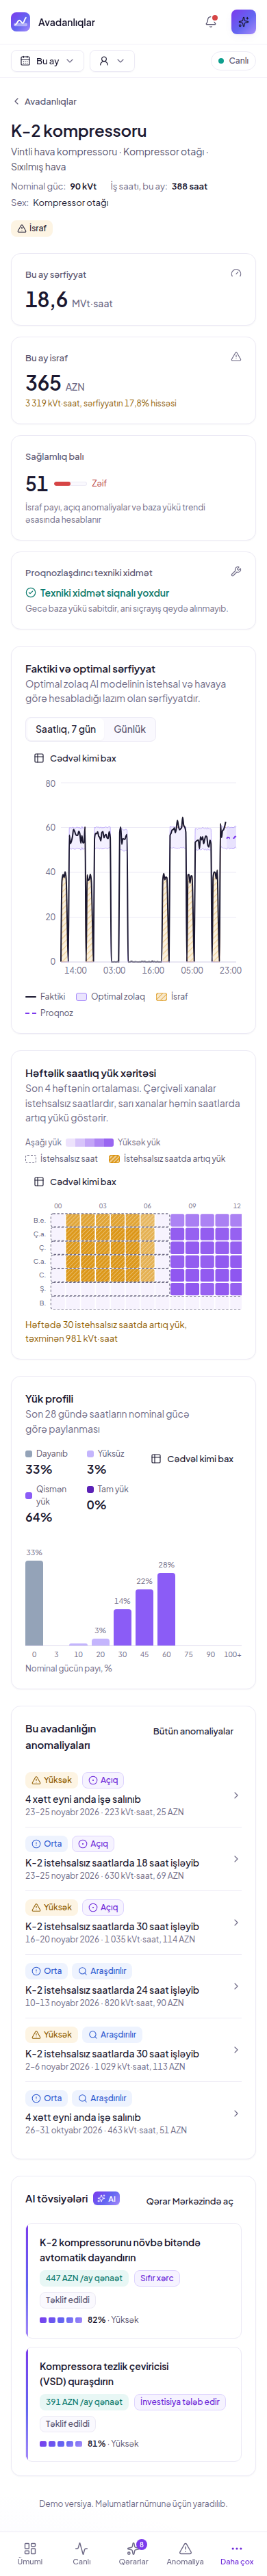 Avadanlıqlar
Bu ay
Canlı
Avadanlıqlar
K-2 kompressoru
Vintli hava kompressoru · Kompressor otağı ·
Sıxılmış hava
Nominal güc: 90 kVt İş saatı, bu ay: 388 saat
Sex: Kompressor otağı
İsraf
Bu ay sərfiyyat
18,6 MVt·saat
Bu ay israf
365 AZN
3 319 kVt·saat, sərfiyyatın 17,8% hissəsi
Sağlamlıq balı
51 Zəif
İsraf payı, açıq anomaliyalar və baza yükü trendi
əsasında hesablanır
Proqnozlaşdırıcı texniki xidmət
Texniki xidmət siqnalı yoxdur
Gecə baza yükü sabitdir, ani sıçrayış qeydə alınmayıb.
Faktiki və optimal sərfiyyat
Optimal zolaq AI modelinin istehsal və havaya
görə hesabladığı lazım olan sərfiyyatdır.
Saatlıq, 7 gün Günlük
Cədvəl kimi bax
80
60
40
20
0
14:00 03:00 16:00 05:00 23:00
Faktiki Optimal zolaq İsraf
Proqnoz
Həftəlik saatlıq yük xəritəsi
Son 4 həftənin ortalaması. Çərçivəli xanalar
istehsalsız saatlardır, sarı xanalar həmin saatlarda
artıq yükü göstərir.
Aşağı yük Yüksək yük
İstehsalsız saat İstehsalsız saatda artıq yük
Cədvəl kimi bax
00 03 06 09 12
B.e.
Ç.a.
Ç.
C.a.
C.
Ş.
B.
Həftədə 30 istehsalsız saatda artıq yük,
təxminən 981 kVt·saat
Yük profili
Son 28 gündə saatların nominal gücə
görə paylanması
Cədvəl kimi bax
Dayanıb Yüksüz
33% 3%
Qismən yük Tam yük
64% 0%
33% 3% 14% 22% 28%
0 3 10 20 30 45 60 75 90 100+
Nominal gücün payı, %
Bu avadanlığın
anomaliyaları
Bütün anomaliyalar
Yüksək Açıq
4 xətt eyni anda işə salınıb
23–25 noyabr 2026 · 223 kVt·saat, 25 AZN
Orta Açıq
K-2 istehsalsız saatlarda 18 saat işləyib
23–25 noyabr 2026 · 630 kVt·saat, 69 AZN
Yüksək Açıq
K-2 istehsalsız saatlarda 30 saat işləyib
16–20 noyabr 2026 · 1 035 kVt·saat, 114 AZN
Orta Araşdırılır
K-2 istehsalsız saatlarda 24 saat işləyib
10–13 noyabr 2026 · 820 kVt·saat, 90 AZN
Yüksək Araşdırılır
K-2 istehsalsız saatlarda 30 saat işləyib
2–6 noyabr 2026 · 1 029 kVt·saat, 113 AZN
Orta Araşdırılır
4 xətt eyni anda işə salınıb
26–31 oktyabr 2026 · 463 kVt·saat, 51 AZN
AI tövsiyələri AI
Qərar Mərkəzində aç
K-2 kompressorunu növbə bitəndə
avtomatik dayandırın
447 AZN /ay qənaət Sıfır xərc
Təklif edildi
82% · Yüksək
Kompressora tezlik çeviricisi
(VSD) quraşdırın
391 AZN /ay qənaət İnvestisiya tələb edir
Təklif edildi
81% · Yüksək
Demo versiya. Məlumatlar nümunə üçün yaradılıb.
8
Ümumi Canlı Qərarlar Anomaliya Daha çox